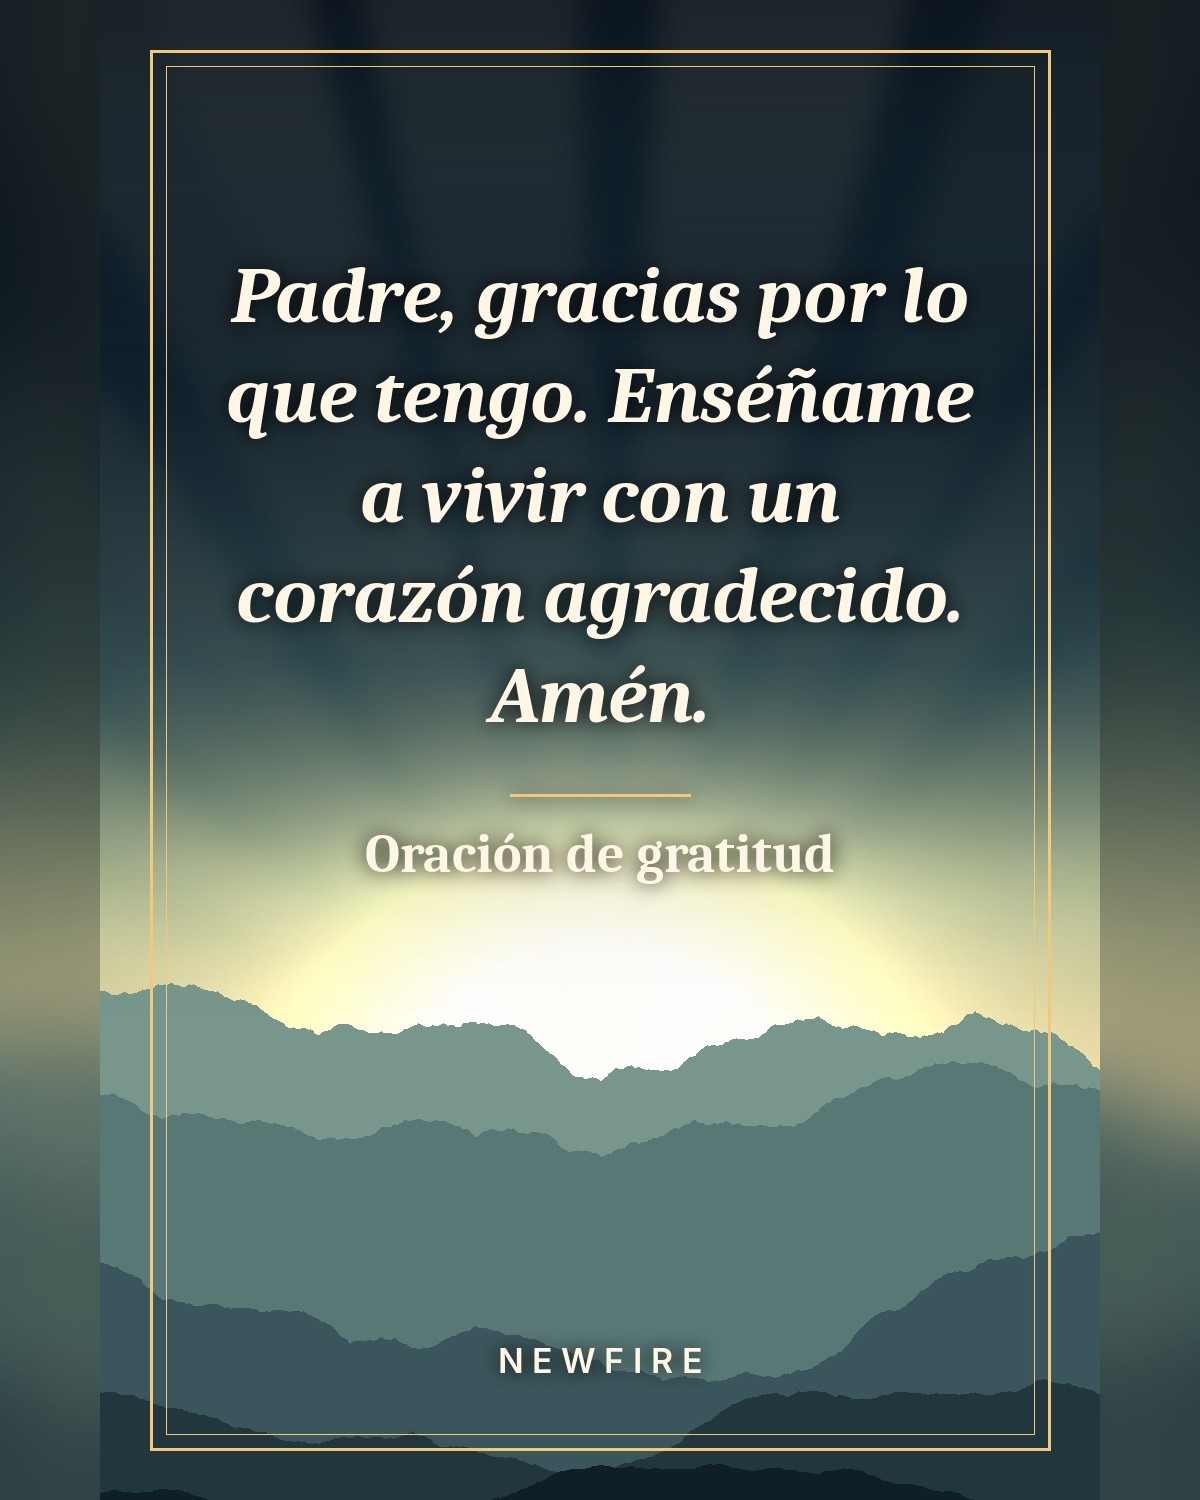 Padre, gracias por lo
que tengo. Enséñame
a vivir con un
corazón agradecido.
Amén.
Oración de gratitud
NEWFIRE